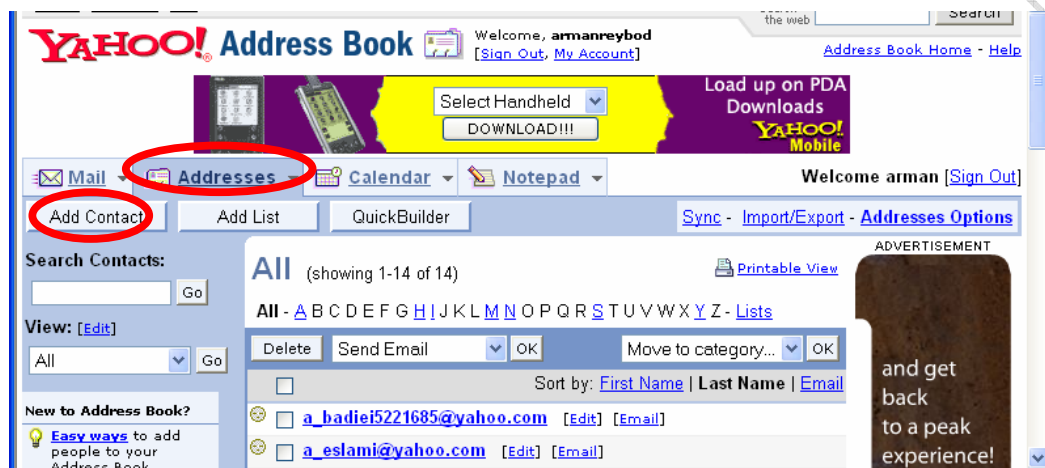 the web Search
YAHOO! Address Book Welcome, armanreybod
[Sign Out, My Account] Address Book Home - Help
Select Handheld
DOWNLOAD!!!
Load up on PDA
Downloads
YAHOO!
Mobile
Mail Addresses Calendar Notepad Welcome arman [Sign Out]
Add Contact Add List QuickBuilder Sync - Import/Export - Addresses Options
Search Contacts:
Go
View: [Edit]
All Go
New to Address Book?
Easy ways to add
people to your
Address Book
All (showing 1-14 of 14) Printable View
All - A B C D E F G H I J K L M N O P Q R S T U V W X Y Z - Lists
Delete Send Email OK Move to category... OK
Sort by: First Name | Last Name | Email
a_badiei5221685@yahoo.com [Edit] [Email]
a_eslami@yahoo.com [Edit] [Email]
ADVERTISEMENT
and get
back
to a peak
experience!